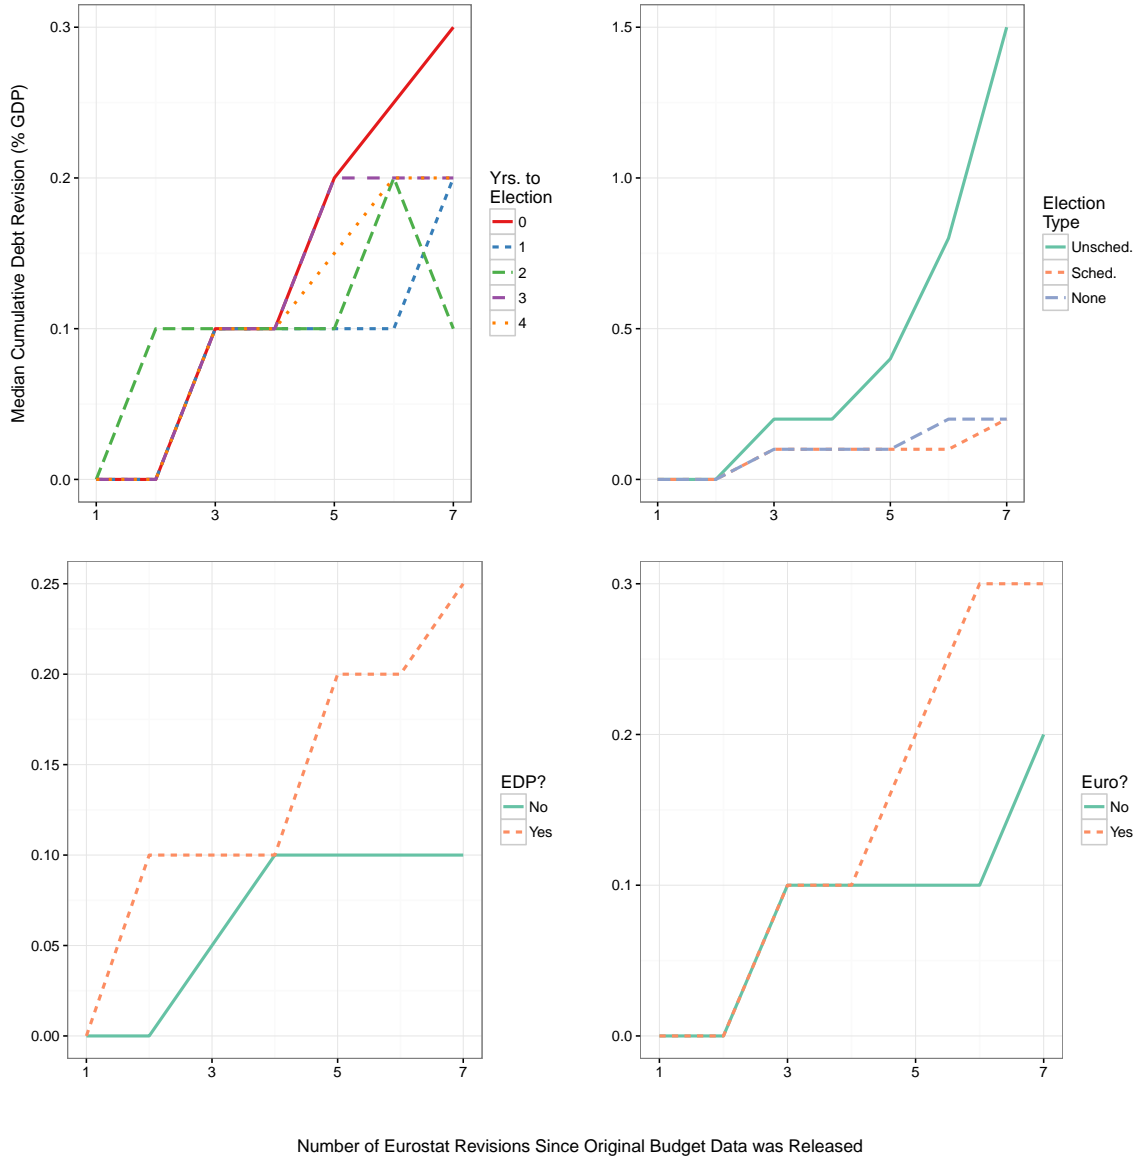 Median Cumulative Debt Revision (% GDP)
0.3
0.2
0.1
0.0
1 3 5 7
Yrs. to
Election
0
1
2
3
4
1.5
1.0
0.5
0.0
1 3 5 7
Election
Type
Unsched.
Sched.
None
0.25
0.20
0.15
0.10
0.05
0.00
1 3 5 7
EDP?
No
Yes
0.3
0.2
0.1
0.0
1 3 5 7
Euro?
No
Yes
Number of Eurostat Revisions Since Original Budget Data was Released